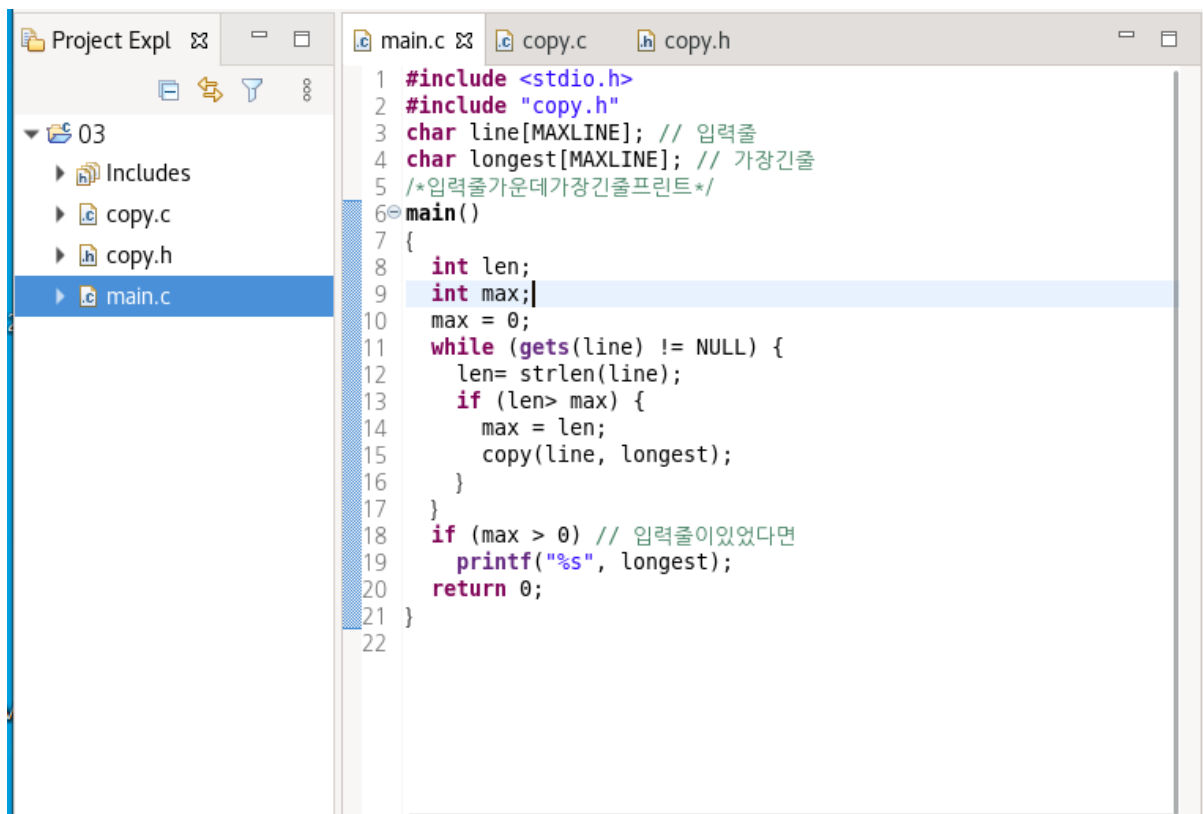 Project Expl
03
Includes
copy.c
copy.h
main.c
main.c copy.c copy.h
1 #include <stdio.h>
2 #include "copy.h"
3 char line[MAXLINE]; // 입력줄
4 char longest[MAXLINE]; // 가장긴줄
5 /*입력줄가운데가장긴줄프린트*/
6 main()
7 {
8   int len;
9   int max;
10   max = 0;
11   while (gets(line) != NULL) {
12     len= strlen(line);
13     if (len> max) {
14       max = len;
15       copy(line, longest);
16     }
17   }
18   if (max > 0) // 입력줄이있었다면
19     printf("%s", longest);
20   return 0;
21 }
22